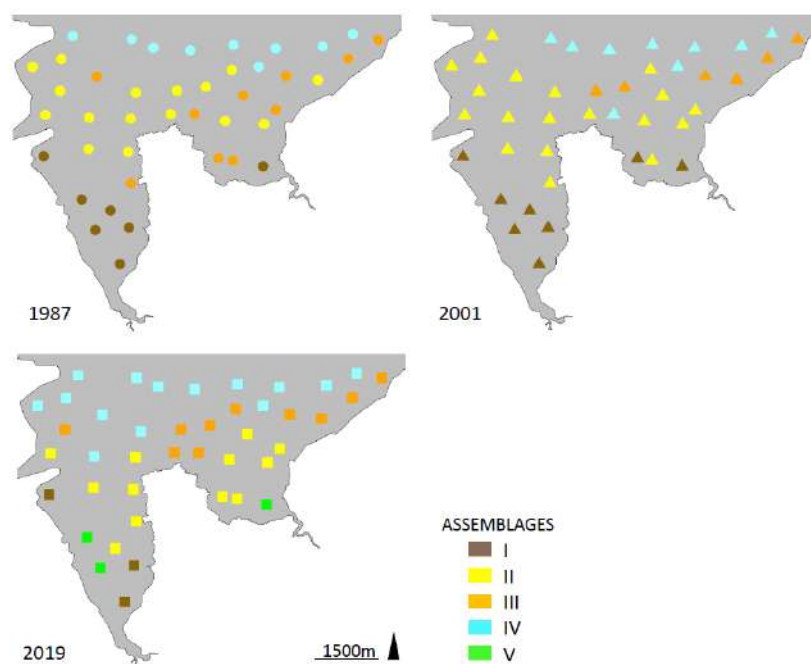 1987
2001
2019
1500m
ASSEMBLAGES
I
II
III
IV
V